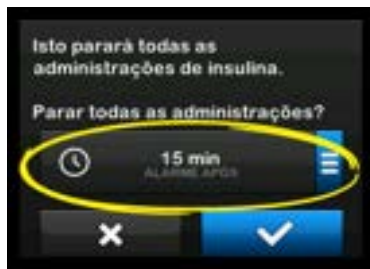 Isto parará todas as
administrações de insulina.
Parar todas as administrações?
15 min
ALARME APÓS